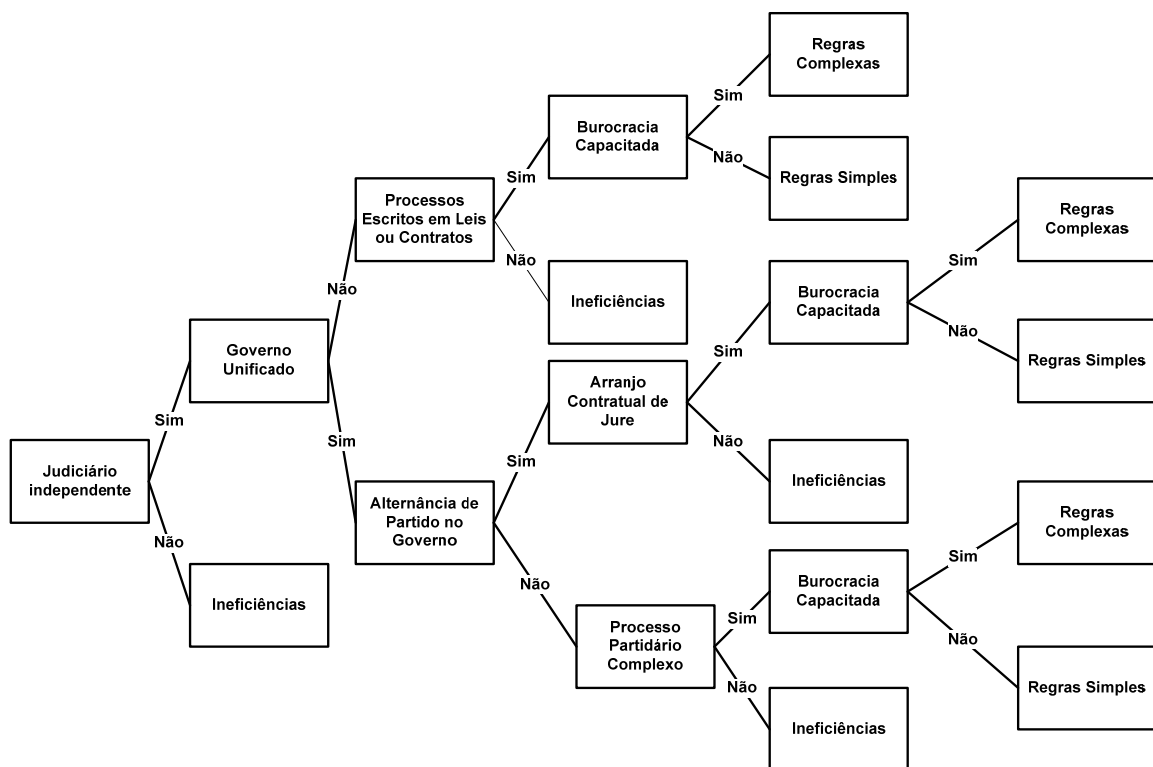 Regras
Complexas
Sim
Burocracia
Capacitada
Não
Regras Simples
Sim
Processos
Escritos em Leis
ou Contratos
Regras
Complexas
Não
Sim
Não
Ineficiências
Burocracia
Capacitada
Governo
Unificado
Sim
Não
Regras Simples
Arranjo
Contratual de
Jure
Sim
Sim
Não
Judiciário
independente
Sim
Ineficiências
Alternância de
Partido no
Governo
Regras
Complexas
Não
Não
Sim
Ineficiências
Burocracia
Capacitada
Sim
Não
Processo
Partidário
Complexo
Não
Regras Simples
Ineficiências